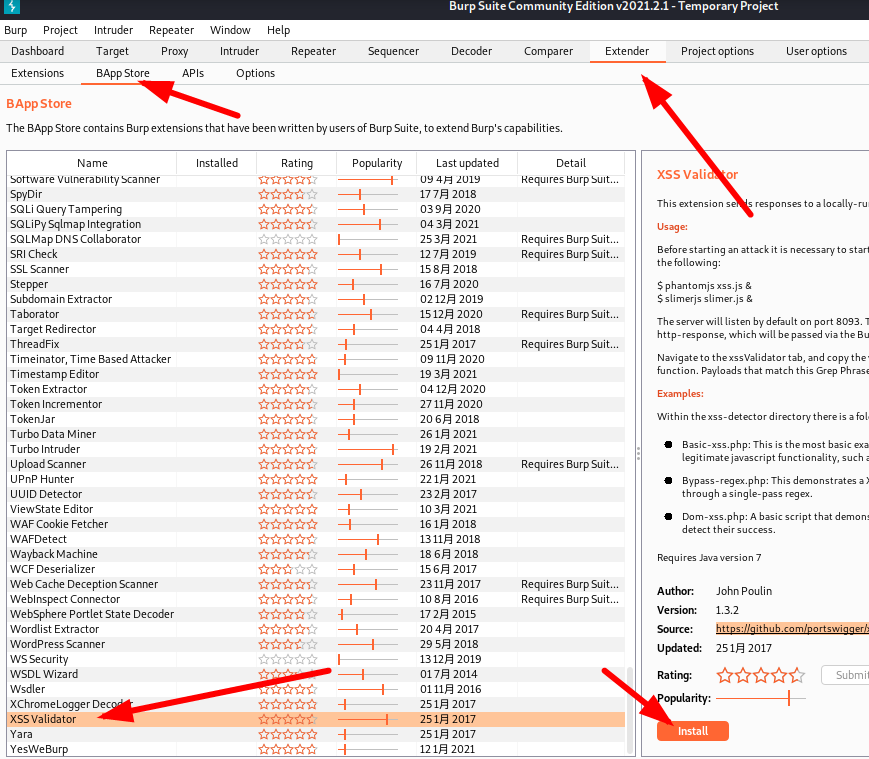 Burp Suite Community Edition v2021.2.1 - Temporary Project
Burp Project Intruder Repeater Window Help
Dashboard Target Proxy Intruder Repeater Sequencer Decoder Comparer Extender Project options User options
Extensions BApp Store APIs Options
BApp Store
The BApp Store contains Burp extensions that have been written by users of Burp Suite, to extend Burp's capabilities.
Name Installed Rating Popularity Last updated Detail
Software Vulnerability Scanner 09 4月 2019 Requires Burp Suit...
SpyDir 17 7月 2018
SQLi Query Tampering 03 9月 2020
SQLiPy Sqlmap Integration 04 3月 2021
SQLMap DNS Collaborator 25 3月 2021 Requires Burp Suit...
SRI Check 12 7月 2019 Requires Burp Suit...
SSL Scanner 15 8月 2018
Stepper 16 7月 2020
Subdomain Extractor 02 12月 2019
Taborator 15 12月 2020 Requires Burp Suit...
Target Redirector 04 4月 2018
ThreadFix 25 1月 2017 Requires Burp Suit...
Timeinator, Time Based Attacker 09 11月 2020
Timestamp Editor 19 3月 2021
Token Extractor 04 12月 2020
Token Incrementor 27 11月 2020
TokenJar 20 6月 2018
Turbo Data Miner 26 1月 2021
Turbo Intruder 19 2月 2021
Upload Scanner 26 11月 2018 Requires Burp Suit...
UPnP Hunter 22 1月 2021
UUID Detector 23 2月 2017
ViewState Editor 10 3月 2021
WAF Cookie Fetcher 16 1月 2018
WAFDetect 13 11月 2018
Wayback Machine 18 6月 2018
WCF Deserializer 15 6月 2017
Web Cache Deception Scanner 23 11月 2017 Requires Burp Suit...
WebInspect Connector 10 8月 2016 Requires Burp Suit...
WebSphere Portlet State Decoder 17 2月 2015
Wordlist Extractor 20 4月 2017
WordPress Scanner 29 5月 2018
WS Security 13 12月 2019
WSDL Wizard 01 7月 2014
Wsdler 01 11月 2016
XChromeLogger Decoder 25 1月 2017
XSS Validator 25 1月 2017
Yara 25 1月 2017
YesWeBurp 12 1月 2021
XSS Validator
This extension sends responses to a locally-ru
Usage:
Before starting an attack it is necessary to star
the following:
$ phantomjs xss.js &
$ slimerjs slimer.js &
The server will listen by default on port 8093. T
http-response, which will be passed via the Bu
Navigate to the xssValidator tab, and copy the
function. Payloads that match this Grep Phrase
Examples:
Within the xss-detector directory there is a fol
Basic-xss.php: This is the most basic exa
legitimate javascript functionality, such a
Bypass-regex.php: This demonstrates a X
through a single-pass regex.
Dom-xss.php: A basic script that demons
detect their success.
Requires Java version 7
Author: John Poulin
Version: 1.3.2
Source: https://github.com/portswigger/x
Updated: 25 1月 2017
Rating: Submit
Popularity:
Install